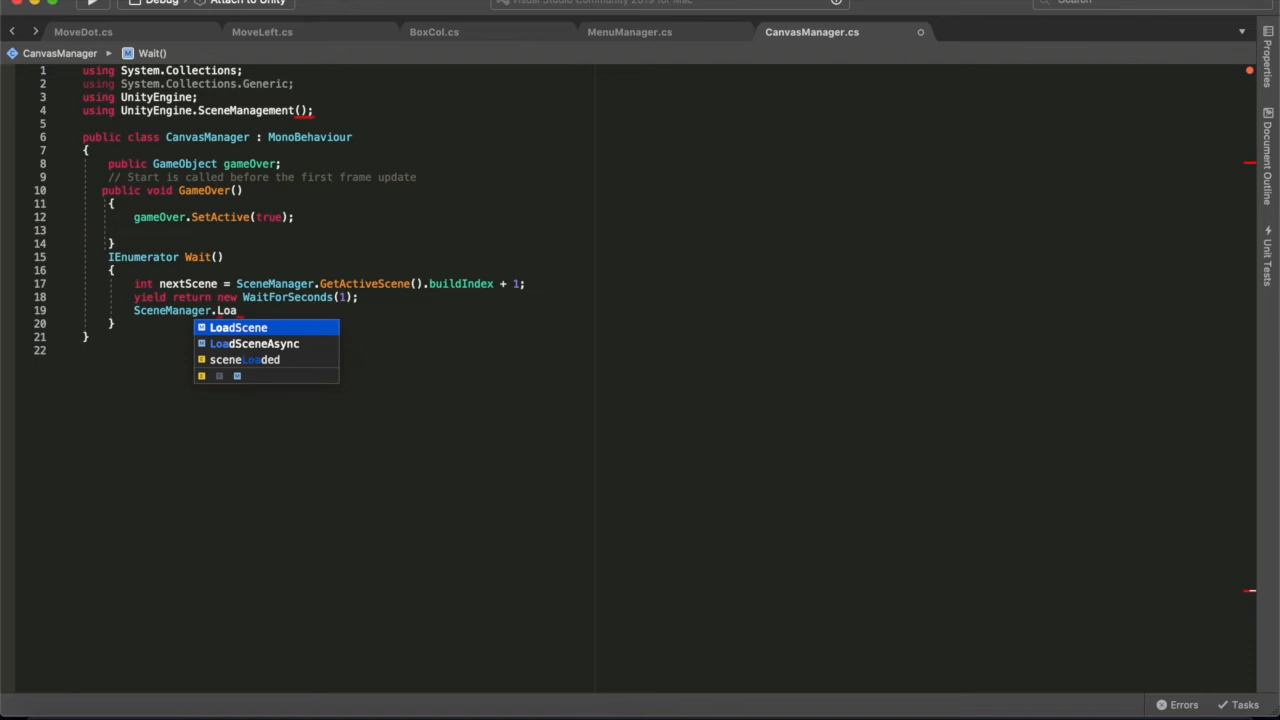 Debug > Attach to Unity
Visual Studio Community 2019 for Mac
Search
MoveDot.cs
MoveLeft.cs
BoxCol.cs
MenuManager.cs
CanvasManager.cs
CanvasManager
Wait()
1 using System.Collections;
2 using System.Collections.Generic;
3 using UnityEngine;
4 using UnityEngine.SceneManagement();
5
6 public class CanvasManager : MonoBehaviour
7 {
8 public GameObject gameOver;
9 // Start is called before the first frame update
10 public void GameOver()
11 {
12 gameOver.SetActive(true);
13
14 }
15 IEnumerator Wait()
16 {
17 int nextScene = SceneManager.GetActiveScene().buildIndex + 1;
18 yield return new WaitForSeconds(1);
19 SceneManager.Loa
20 }
21 }
22
M LoadScene
M LoadSceneAsync
E sceneLoaded
E F M
Properties
Document Outline
Unit Tests
Errors
Tasks